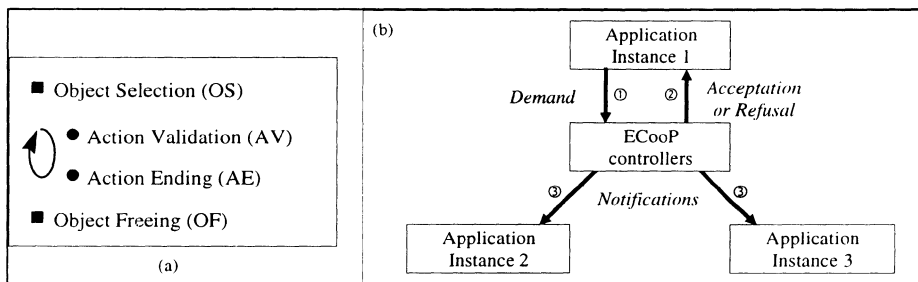 Object Selection (OS)
Action Validation (AV)
Action Ending (AE)
Object Freeing (OF)
(a)
(b)
Application
Instance 1
Demand
①
②
Acceptation
or Refusal
ECooP
controllers
③
Notifications
③
Application
Instance 2
Application
Instance 3